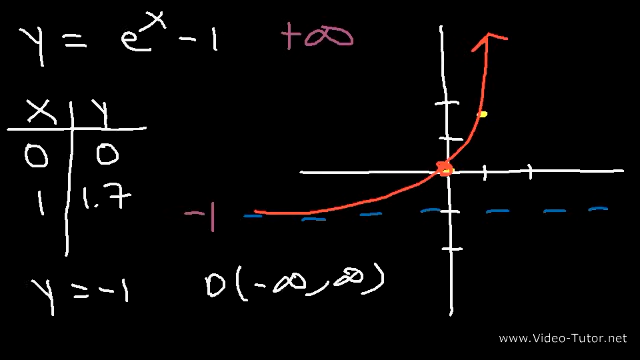 y = e^x - 1
+∞
X Y
0 0
1 1.7
-1
y = -1
D(-∞, ∞)
www.Video-Tutor.net